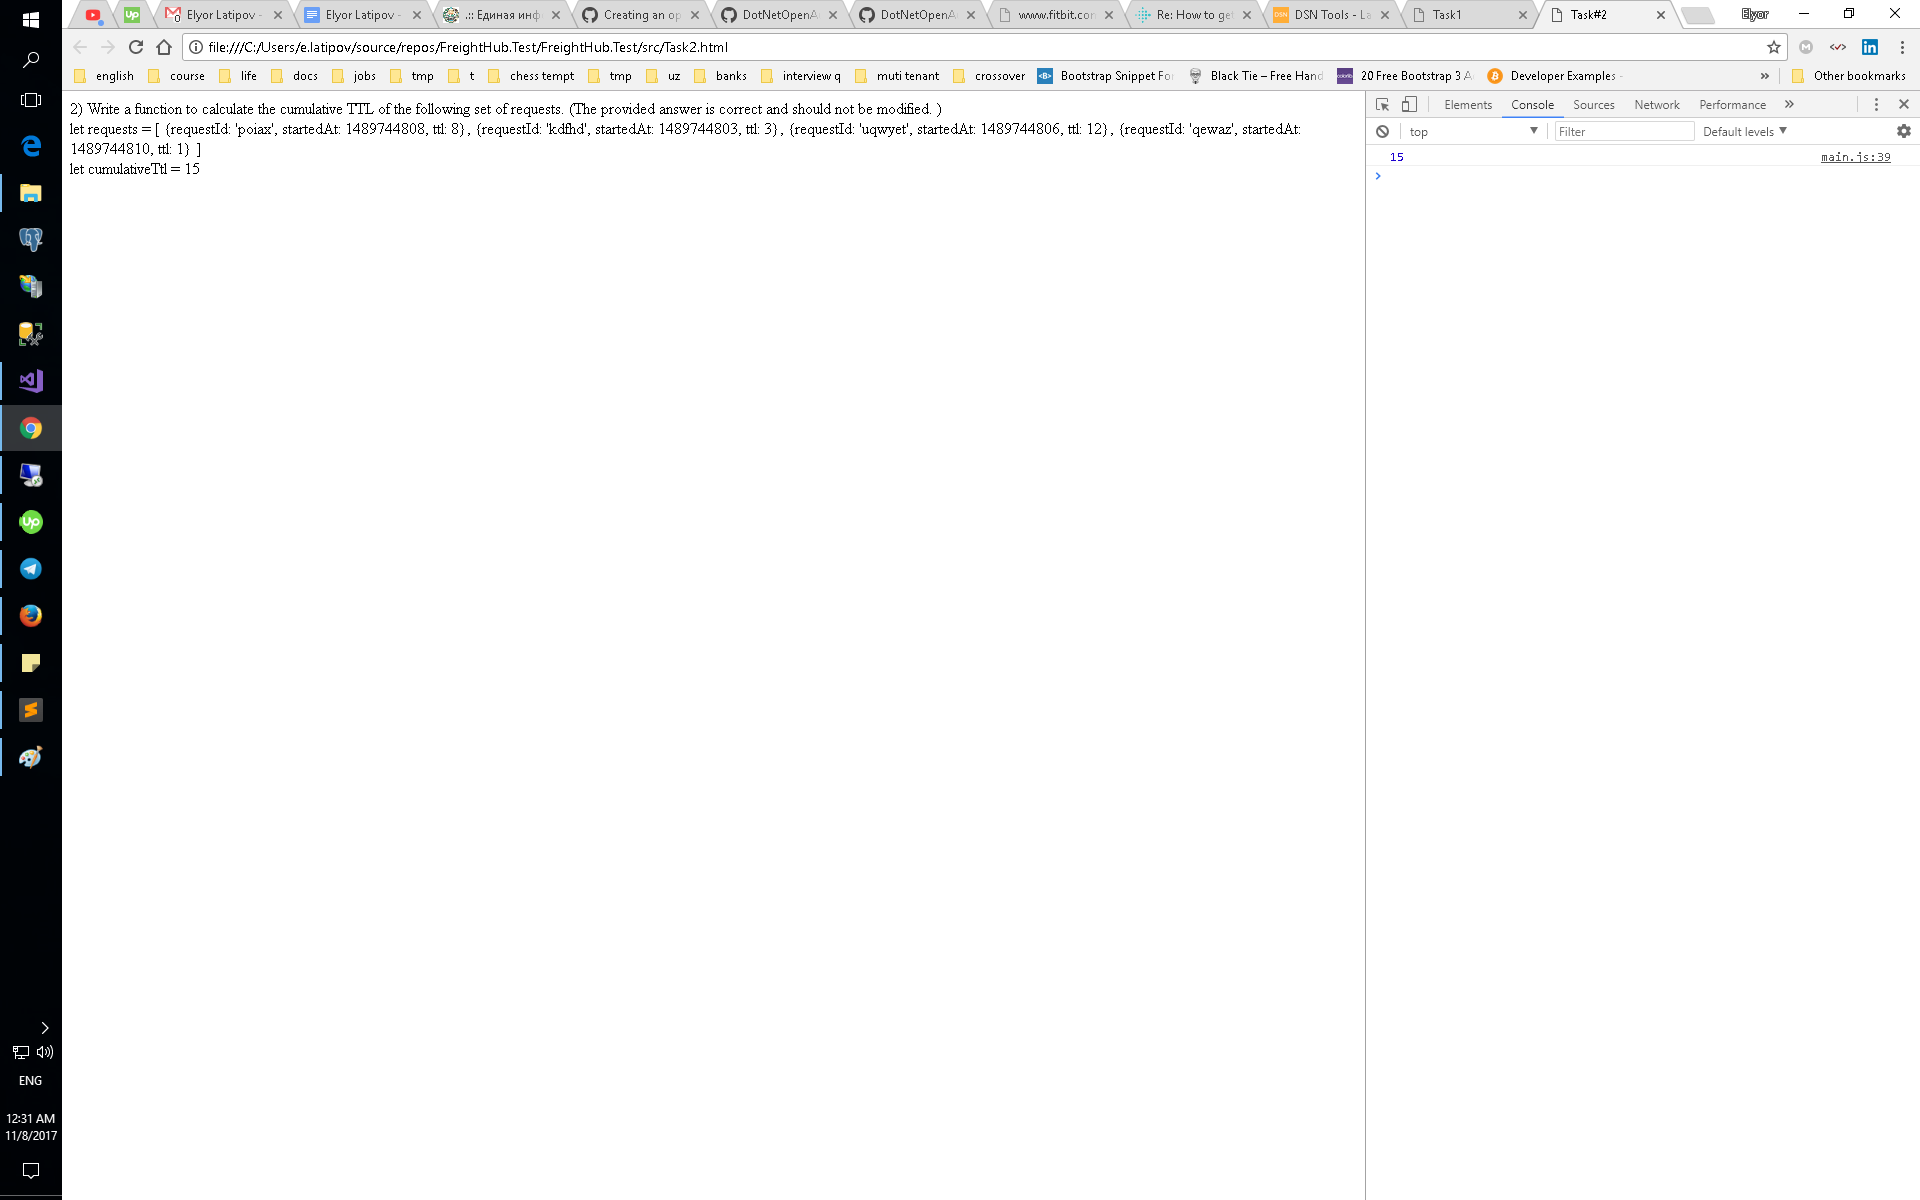 Elyor Latipov -
Elyor Latipov -
.:: Единая инф
Creating an op
DotNetOpenA
DotNetOpenA
www.fitbit.con
Re: How to get
DSN Tools - La
Task1
Task#2
Elyor
file:///C:/Users/e.latipov/source/repos/FreightHub.Test/FreightHub.Test/src/Task2.html
english course life docs jobs tmp t chess tempt tmp uz banks interview q muti tenant crossover Bootstrap Snippet Fo Black Tie – Free Hand 20 Free Bootstrap 3 A Developer Examples - » Other bookmarks
2) Write a function to calculate the cumulative TTL of the following set of requests. (The provided answer is correct and should not be modified. )
let requests = [ {requestId: 'poiax', startedAt: 1489744808, ttl: 8}, {requestId: 'kdfhd', startedAt: 1489744803, ttl: 3}, {requestId: 'uqwyet', startedAt: 1489744806, ttl: 12}, {requestId: 'qewaz', startedAt:
1489744810, ttl: 1} ]
let cumulativeTtl = 15
Elements Console Sources Network Performance »
top Filter Default levels
15 main.js:39
ENG
12:31 AM
11/8/2017